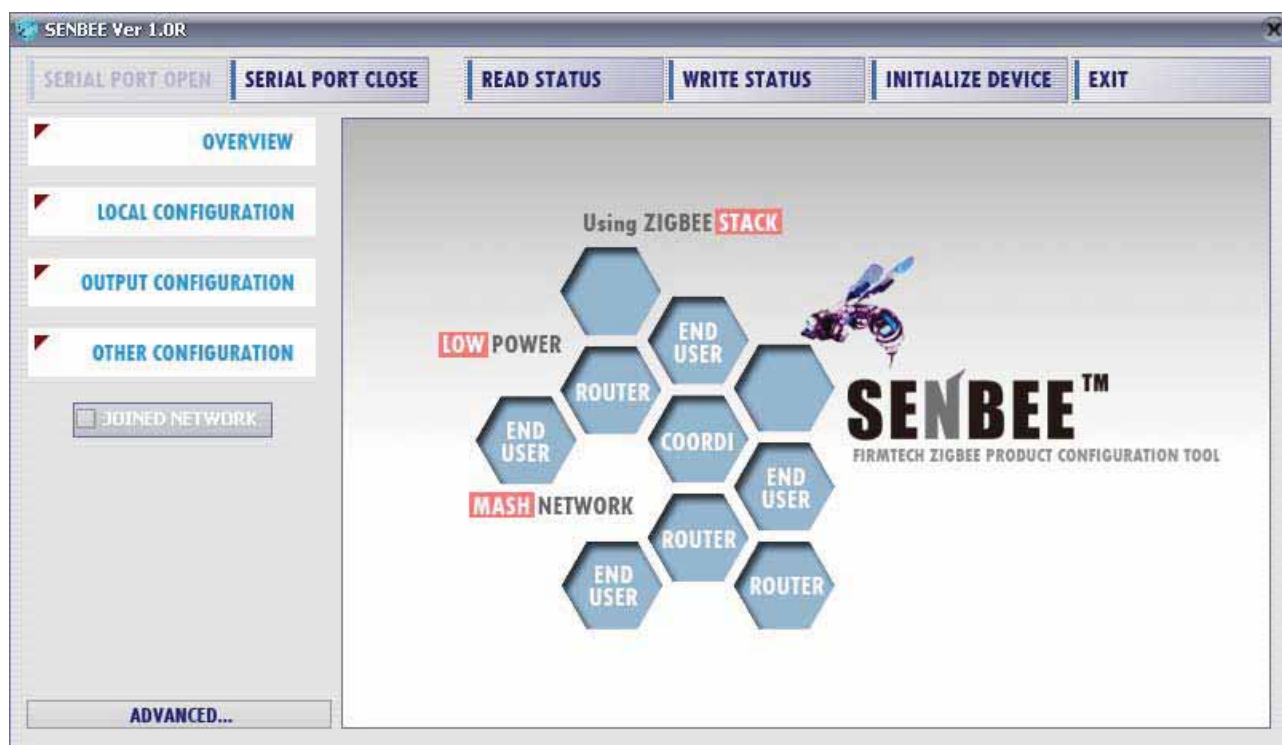 SENBEE Ver 1.0R
SERIAL PORT OPEN
SERIAL PORT CLOSE
READ STATUS
WRITE STATUS
INITIALIZE DEVICE
EXIT
OVERVIEW
LOCAL CONFIGURATION
OUTPUT CONFIGURATION
OTHER CONFIGURATION
JOINED NETWORK
ADVANCED...
Using ZIGBEE STACK
END
USER
LOW POWER
ROUTER
END
USER
COORDI
END
USER
MASH NETWORK
ROUTER
END
USER
ROUTER
SENBEE™
FIRMTECH ZIGBEE PRODUCT CONFIGURATION TOOL